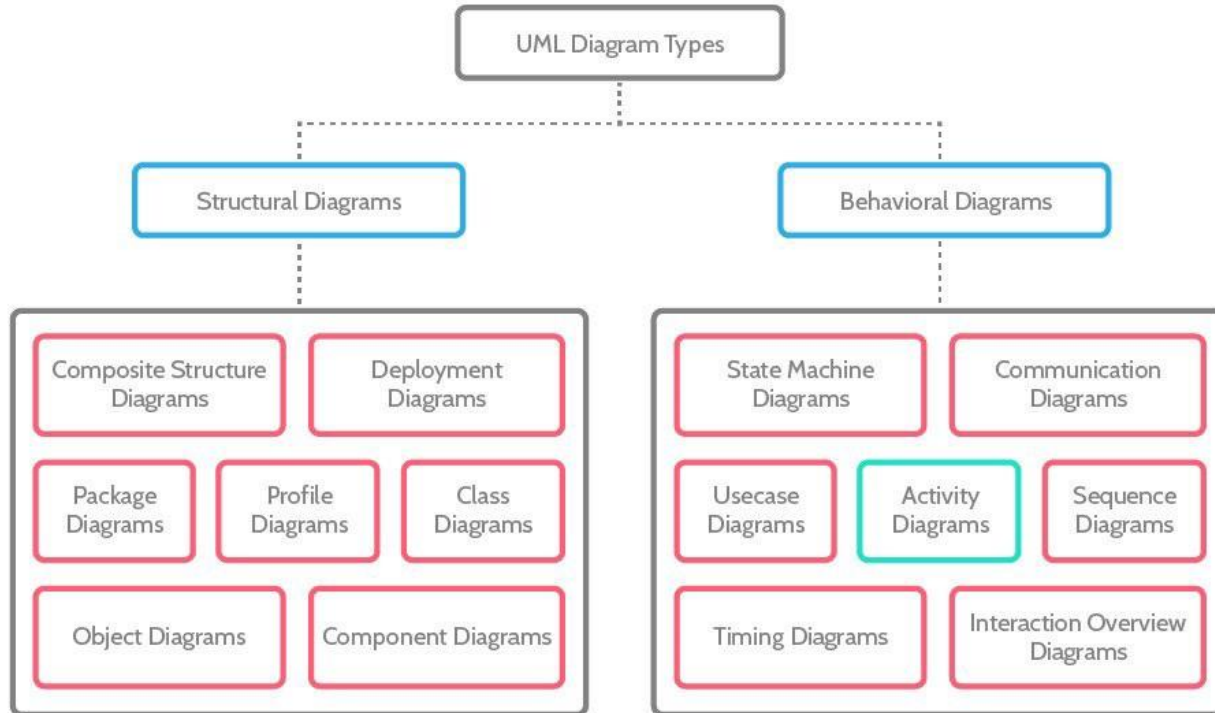 UML Diagram Types
Structural Diagrams
Behavioral Diagrams
Composite Structure
Diagrams
Deployment
Diagrams
Package
Diagrams
Profile
Diagrams
Class
Diagrams
Object Diagrams
Component Diagrams
State Machine
Diagrams
Communication
Diagrams
Usecase
Diagrams
Activity
Diagrams
Sequence
Diagrams
Timing Diagrams
Interaction Overview
Diagrams